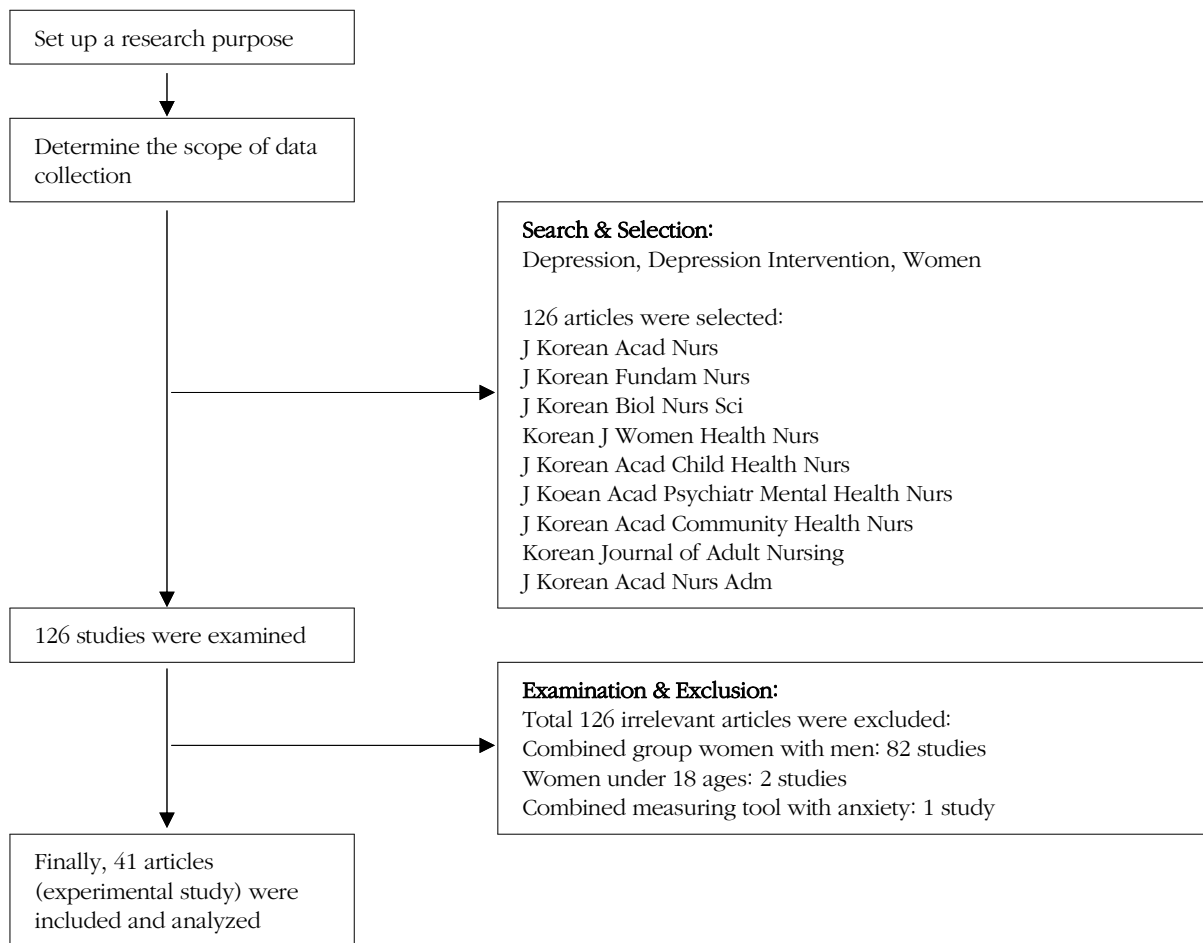 Set up a research purpose
Determine the scope of data
collection
Search & Selection:
Depression, Depression Intervention, Women
126 articles were selected:
J Korean Acad Nurs
J Korean Fundam Nurs
J Korean Biol Nurs Sci
Korean J Women Health Nurs
J Korean Acad Child Health Nurs
J Koean Acad Psychiatr Mental Health Nurs
J Korean Acad Community Health Nurs
Korean Journal of Adult Nursing
J Korean Acad Nurs Adm
126 studies were examined
Examination & Exclusion:
Total 126 irrelevant articles were excluded:
Combined group women with men: 82 studies
Women under 18 ages: 2 studies
Combined measuring tool with anxiety: 1 study
Finally, 41 articles
(experimental study) were
included and analyzed